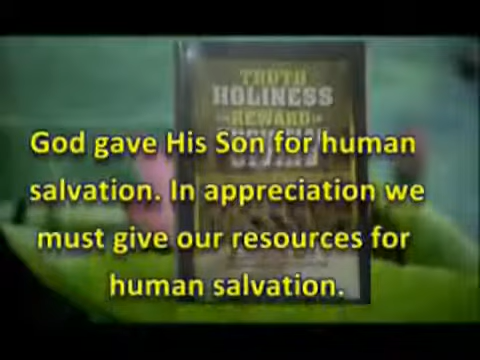 TRUTH
HOLINESS
REWARD
God gave His Son for human
salvation. In appreciation we
must give our resources for
human salvation.